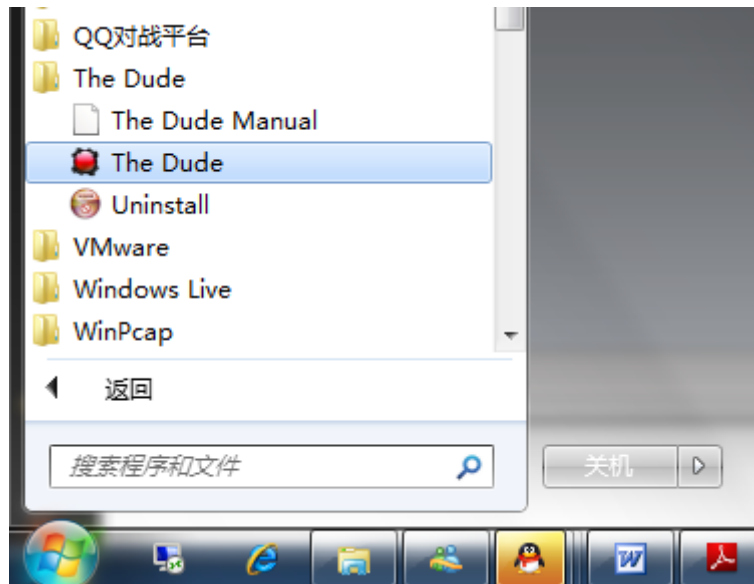 QQ对战平台
The Dude
The Dude Manual
The Dude
Uninstall
VMware
Windows Live
WinPcap
返回
搜索程序和文件
关机